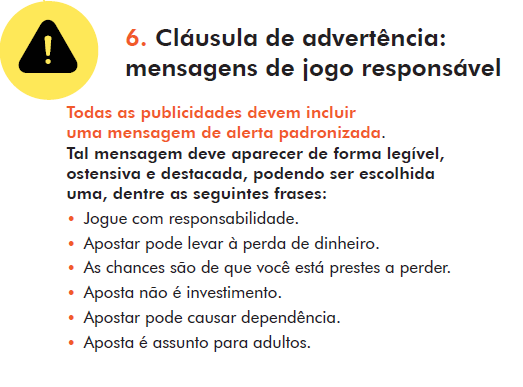 6. Cláusula de advertência:
mensagens de jogo responsável
Todas as publicidades devem incluir
uma mensagem de alerta padronizada.
Tal mensagem deve aparecer de forma legível,
ostensiva e destacada, podendo ser escolhida
uma, dentre as seguintes frases:
• Jogue com responsabilidade.
• Apostar pode levar à perda de dinheiro.
• As chances são de que você está prestes a perder.
• Aposta não é investimento.
• Apostar pode causar dependência.
• Aposta é assunto para adultos.